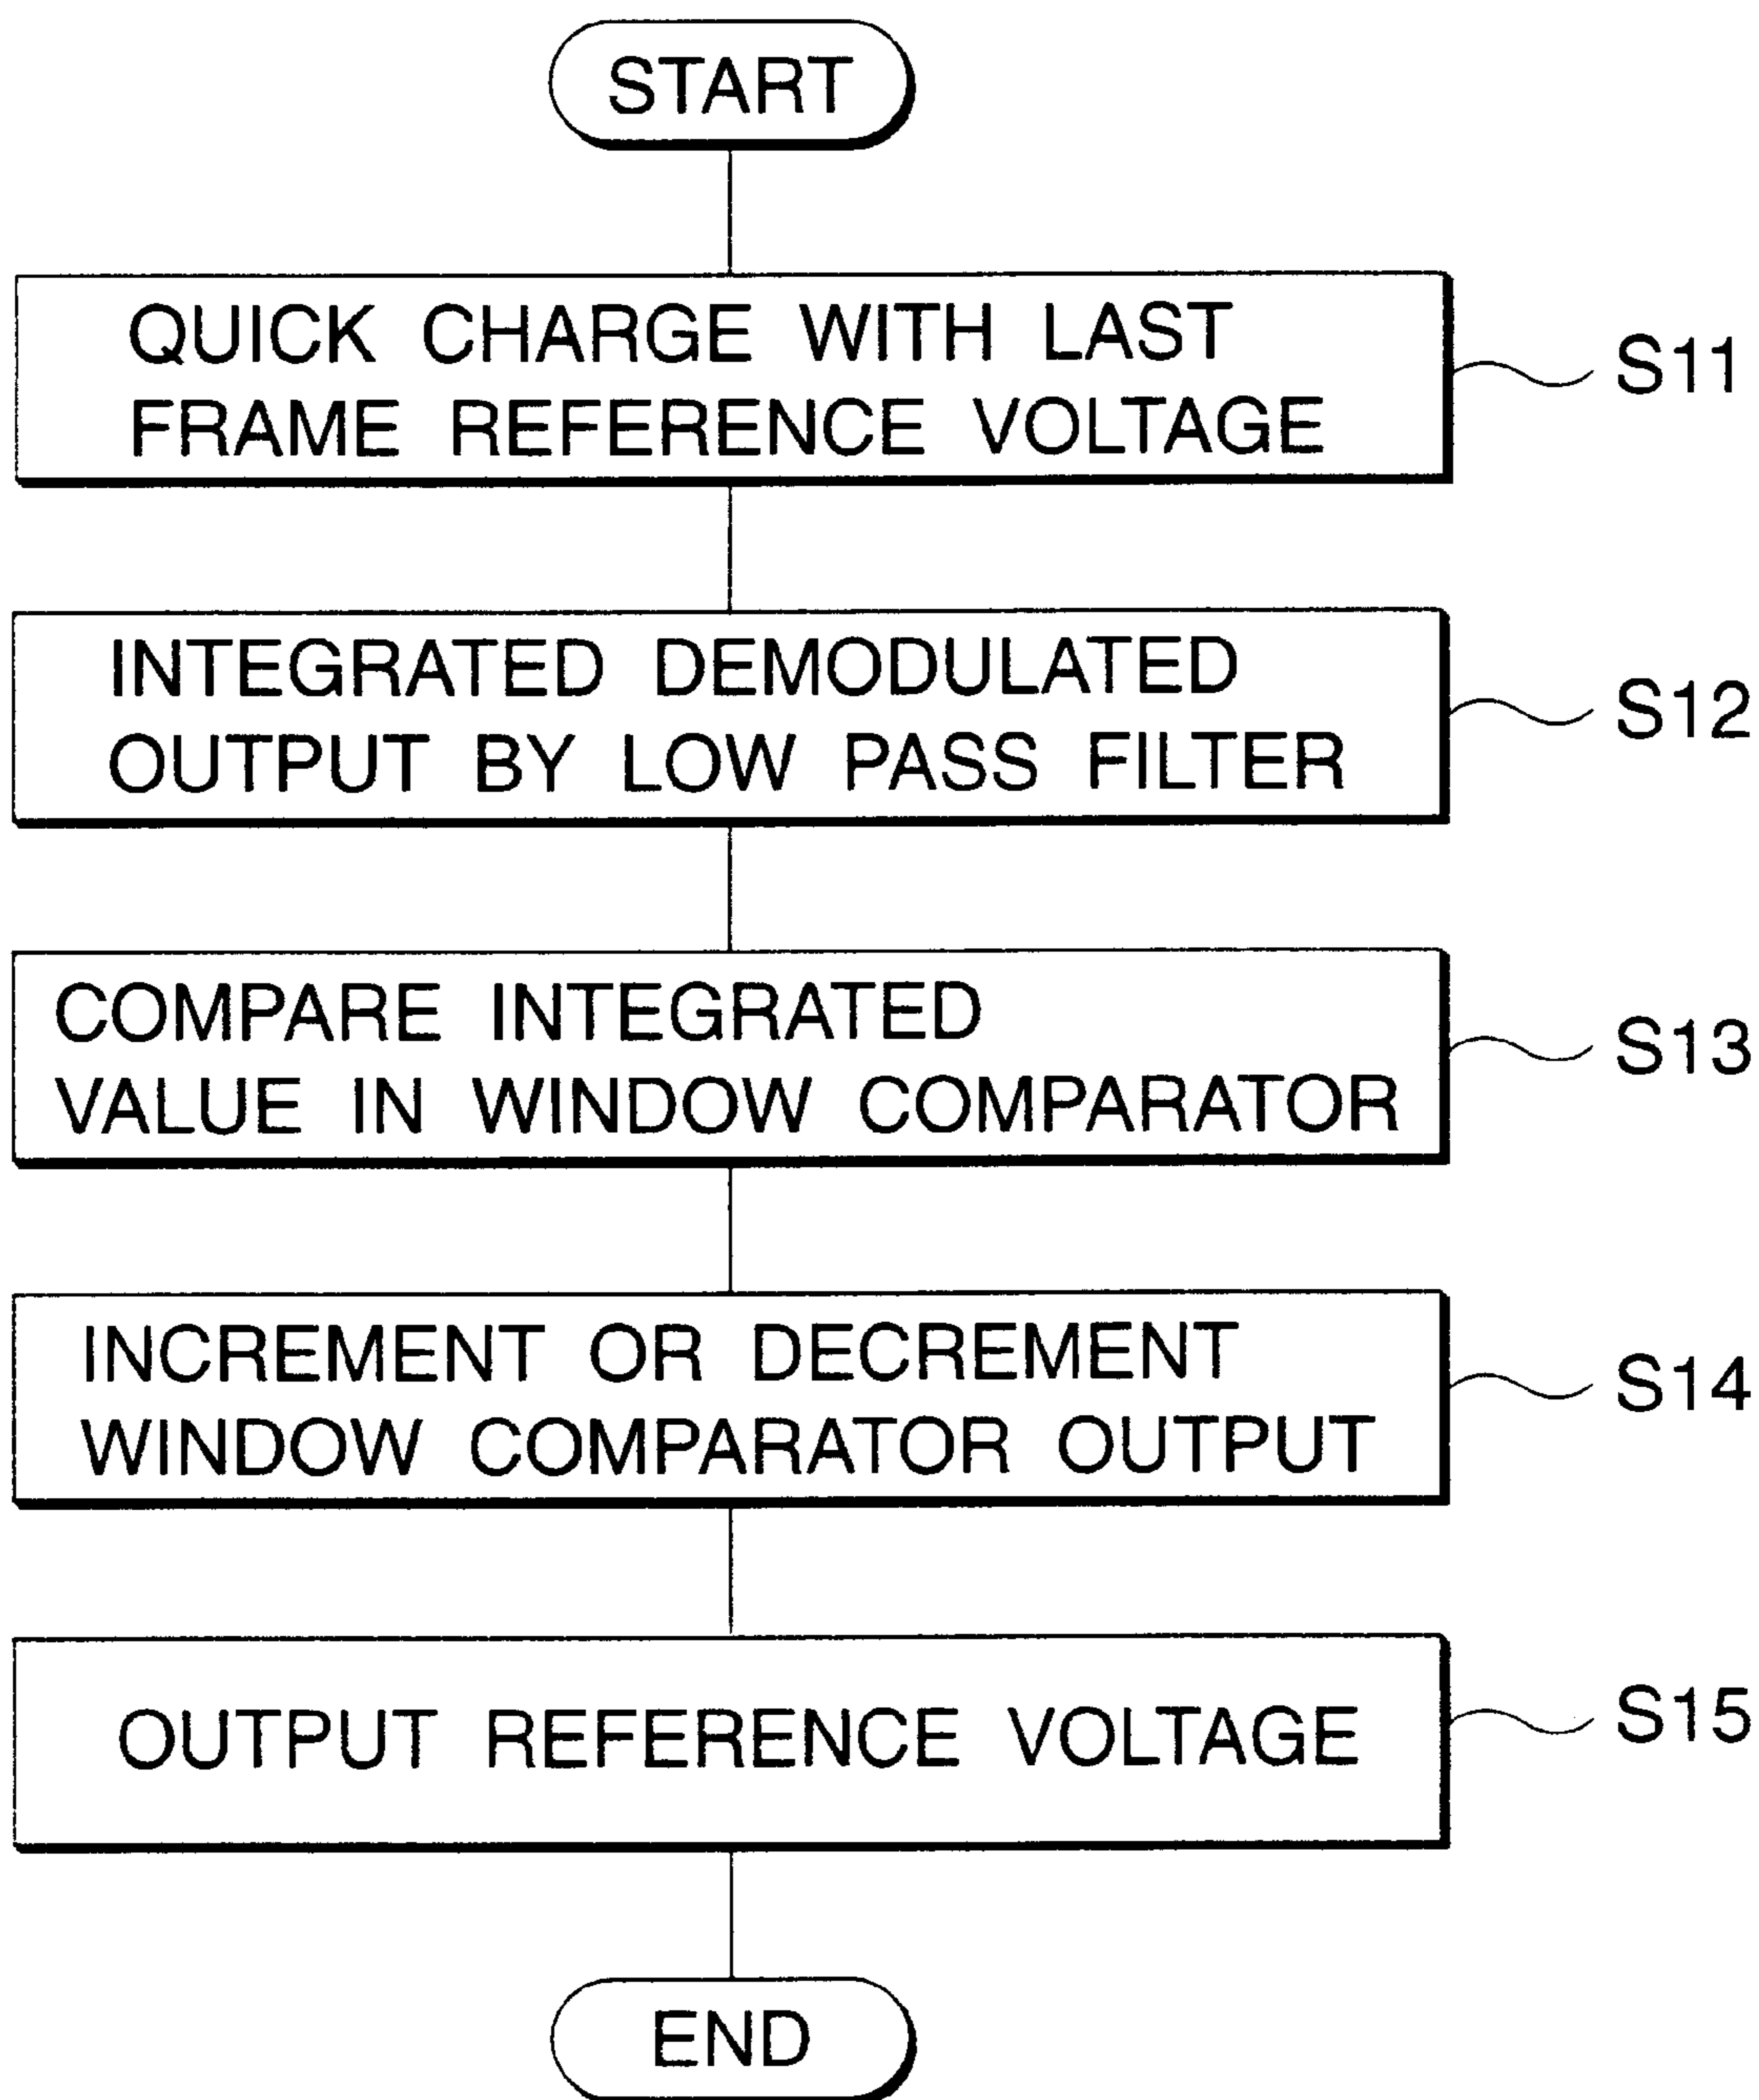 START
QUICK CHARGE WITH LAST
FRAME REFERENCE VOLTAGE
S11
INTEGRATED DEMODULATED
OUTPUT BY LOW PASS FILTER
S12
COMPARE INTEGRATED
VALUE IN WINDOW COMPARATOR
S13
INCREMENT OR DECREMENT
WINDOW COMPARATOR OUTPUT
S14
OUTPUT REFERENCE VOLTAGE
S15
END